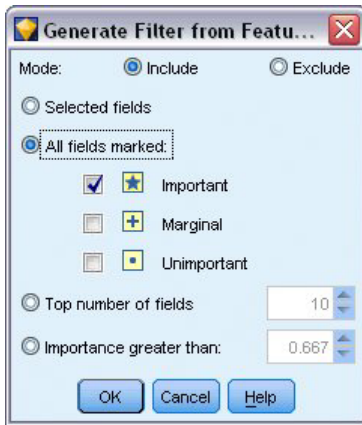 Generate Filter from Featu...
Mode: Include Exclude
Selected fields
All fields marked:
Important
Marginal
Unimportant
Top number of fields 10
Importance greater than: 0.667
OK Cancel Help